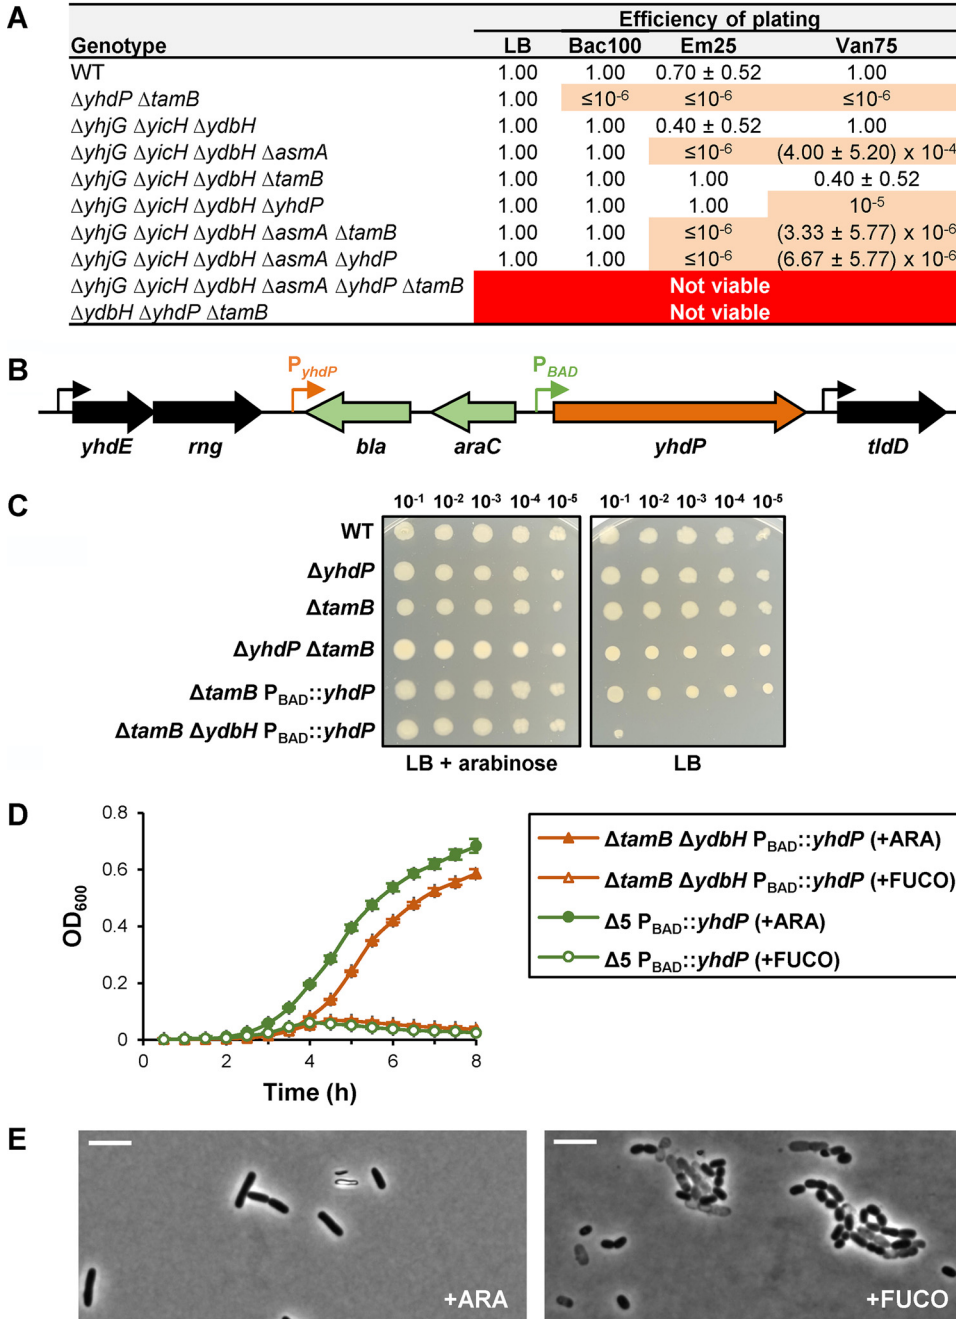 A
Efficiency of plating
Genotype LB Bac100 Em25 Van75
WT 1.00 1.00 0.70 ± 0.52 1.00
ΔyhdP ΔtamB 1.00 ≤10⁻⁶ ≤10⁻⁶ ≤10⁻⁶
ΔyhjG ΔyicH ΔydbH 1.00 1.00 0.40 ± 0.52 1.00
ΔyhjG ΔyicH ΔydbH ΔasmA 1.00 1.00 ≤10⁻⁶ (4.00 ± 5.20) x 10⁻⁴
ΔyhjG ΔyicH ΔydbH ΔtamB 1.00 1.00 1.00 0.40 ± 0.52
ΔyhjG ΔyicH ΔydbH ΔyhdP 1.00 1.00 1.00 10⁻⁵
ΔyhjG ΔyicH ΔydbH ΔasmA ΔtamB 1.00 1.00 ≤10⁻⁶ (3.33 ± 5.77) x 10⁻⁶
ΔyhjG ΔyicH ΔydbH ΔasmA ΔyhdP 1.00 1.00 ≤10⁻⁶ (6.67 ± 5.77) x 10⁻⁶
ΔyhjG ΔyicH ΔydbH ΔasmA ΔyhdP ΔtamB Not viable
ΔydbH ΔyhdP ΔtamB Not viable
B
PyhdP PBAD
yhdE rng bla araC yhdP tldD
C
10⁻¹ 10⁻² 10⁻³ 10⁻⁴ 10⁻⁵ 10⁻¹ 10⁻² 10⁻³ 10⁻⁴ 10⁻⁵
WT
ΔyhdP
ΔtamB
ΔyhdP ΔtamB
ΔtamB PBAD::yhdP
ΔtamB ΔydbH PBAD::yhdP
LB + arabinose LB
D
0.8
0.6
0.4
0.2
0
OD600
0 2 4 6 8
Time (h)
ΔtamB ΔydbH PBAD::yhdP (+ARA)
ΔtamB ΔydbH PBAD::yhdP (+FUCO)
Δ5 PBAD::yhdP (+ARA)
Δ5 PBAD::yhdP (+FUCO)
E
+ARA +FUCO